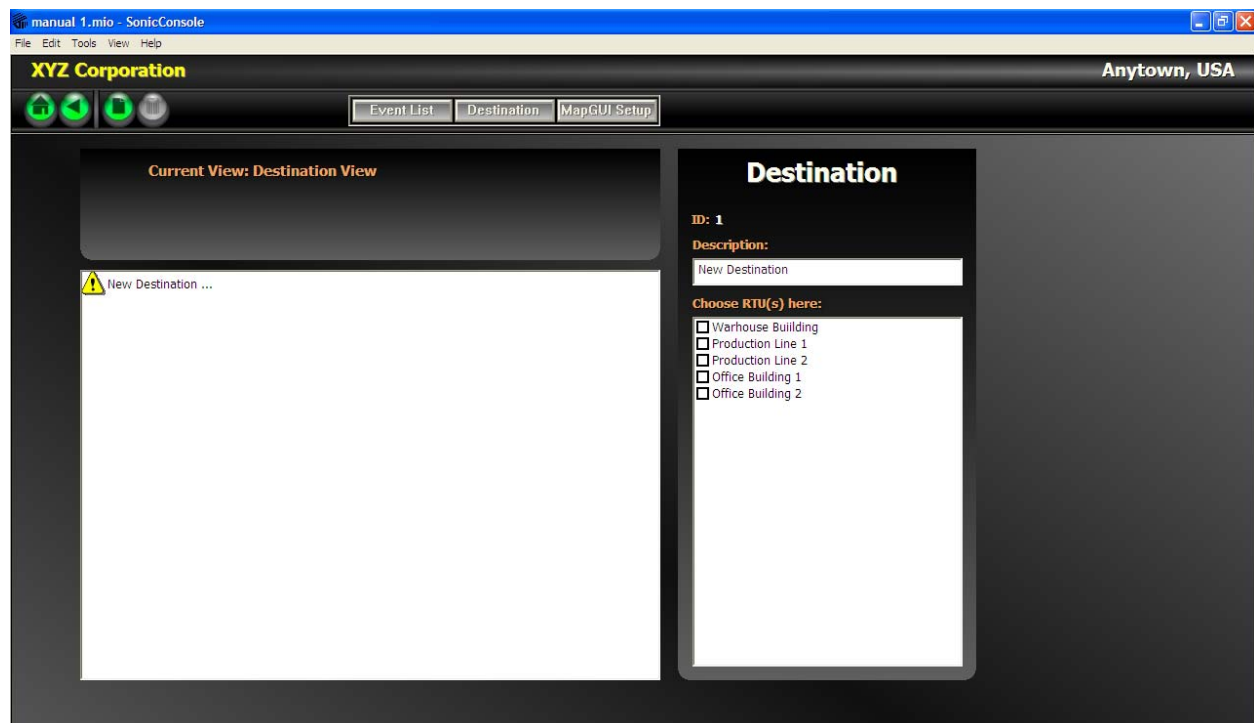 manual 1.mio - SonicConsole
File Edit Tools View Help
XYZ Corporation Anytown, USA
Event List Destination MapGUI Setup
Current View: Destination View
New Destination ...
Destination
ID: 1
Description:
New Destination
Choose RTU(s) here:
Warhouse Buiilding
Production Line 1
Production Line 2
Office Building 1
Office Building 2